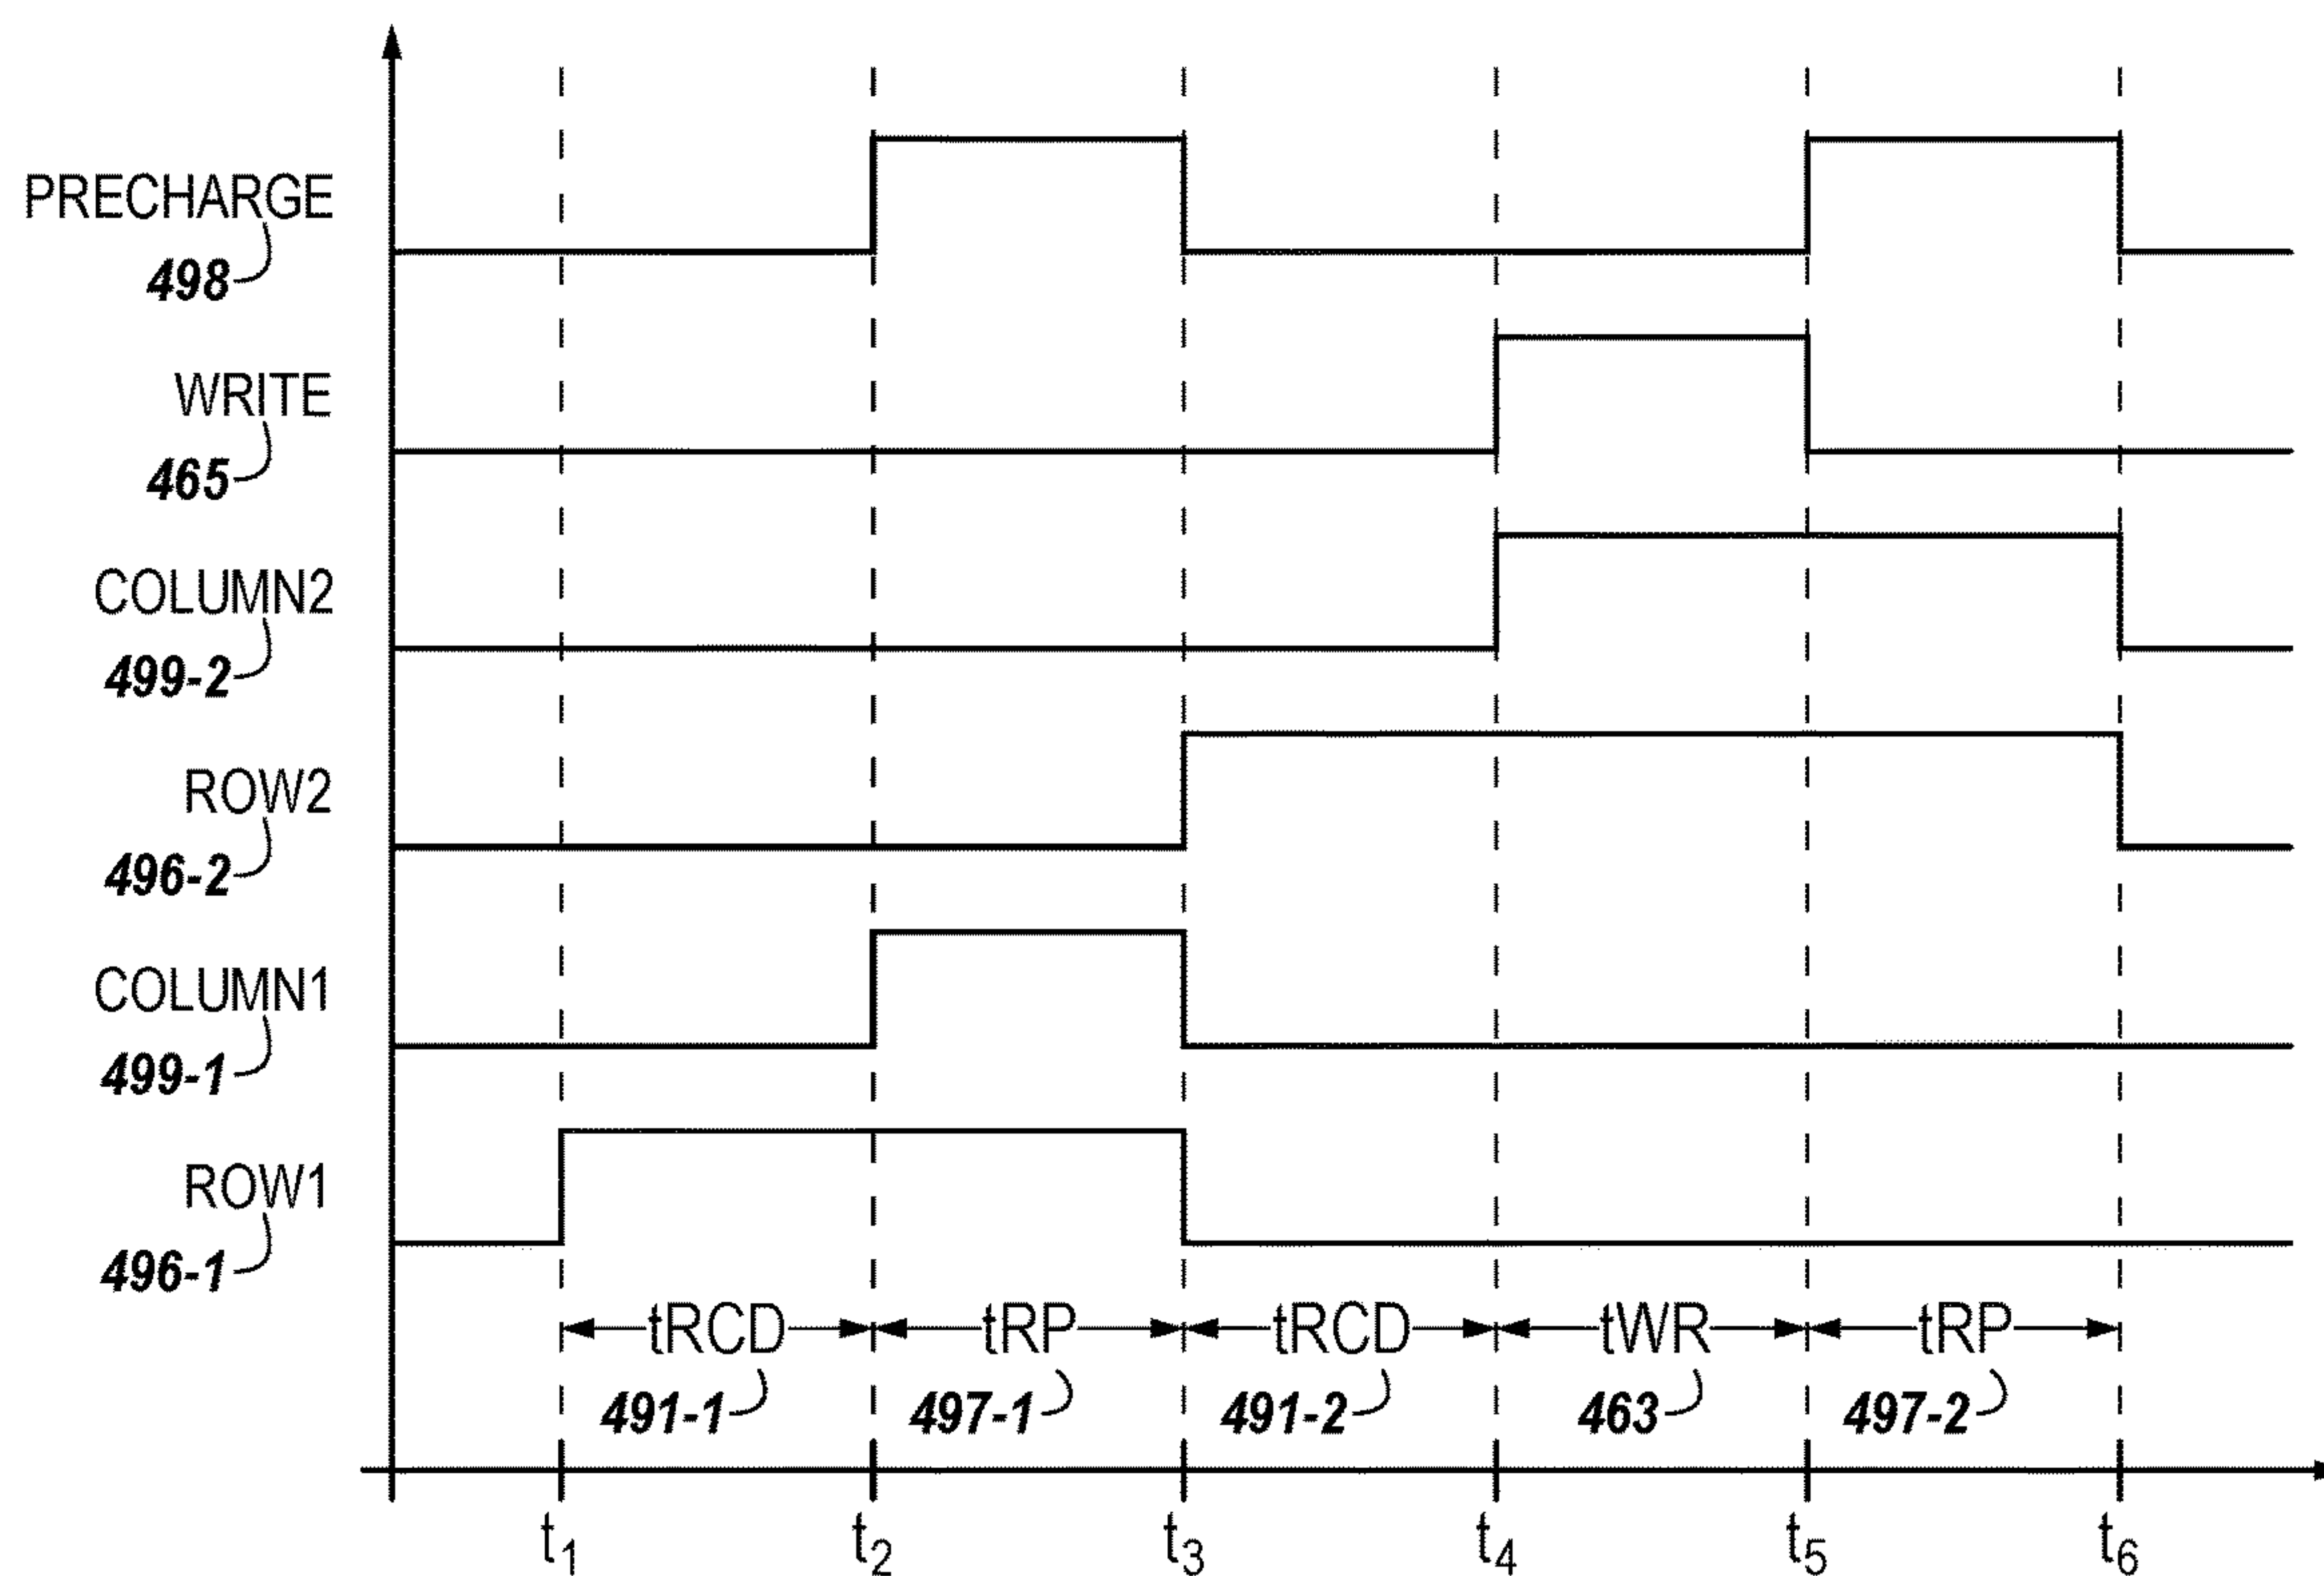 PRECHARGE
498
WRITE
465
COLUMN2
499-2
ROW2
496-2
COLUMN1
499-1
ROW1
496-1
tRCD tRP tRCD tWR tRP
491-1 497-1 491-2 463 497-2
t1 t2 t3 t4 t5 t6